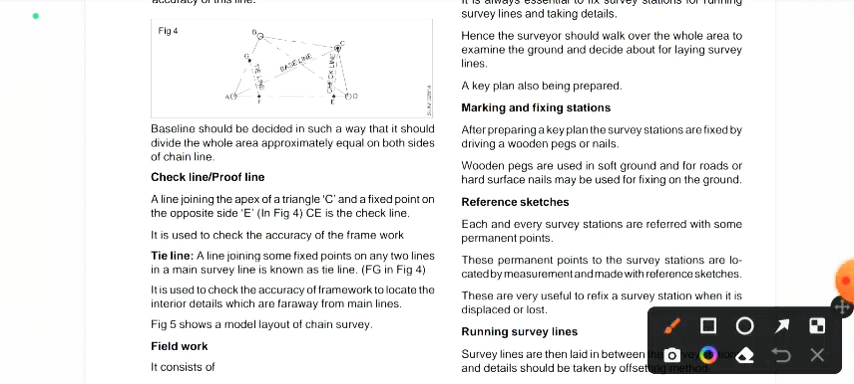 accuracy of this line.
Fig 4
B
C
G
BASE LINE
TIE LINE
CHECK LINE
A
F
E
D
Baseline should be decided in such a way that it should
divide the whole area approximately equal on both sides
of chain line.
Check line/Proof line
A line joining the apex of a triangle ‘C’ and a fixed point on
the opposite side ‘E’ (In Fig 4) CE is the check line.
It is used to check the accuracy of the frame work
Tie line: A line joining some fixed points on any two lines
in a main survey line is known as tie line. (FG in Fig 4)
It is used to check the accuracy of framework to locate the
interior details which are faraway from main lines.
Fig 5 shows a model layout of chain survey.
Field work
It consists of
It is always essential to fix survey stations for running
survey lines and taking details.
Hence the surveyor should walk over the whole area to
examine the ground and decide about for laying survey
lines.
A key plan also being prepared.
Marking and fixing stations
After preparing a key plan the survey stations are fixed by
driving a wooden pegs or nails.
Wooden pegs are used in soft ground and for roads or
hard surface nails may be used for fixing on the ground.
Reference sketches
Each and every survey stations are referred with some
permanent points.
These permanent points to the survey stations are lo-
cated by measurement and made with reference sketches.
These are very useful to refix a survey station when it is
displaced or lost.
Running survey lines
Survey lines are then laid in between the
and details should be taken by offsetting method.